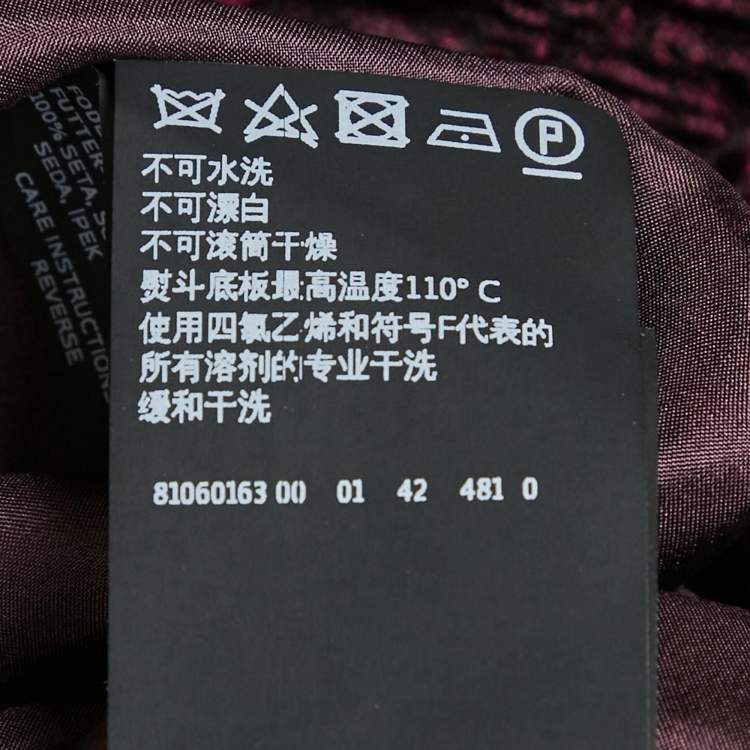 P
不可水洗
不可漂白
不可滚筒干燥
熨斗底板最高温度110° C
使用四氯乙烯和符号F代表的
所有溶剂的专业干洗
缓和干洗
81060163 00 01 42 481 0
FUTTER
100% SETA,
SEDA, IPEK
CARE INSTRUCTIONS
REVERSE